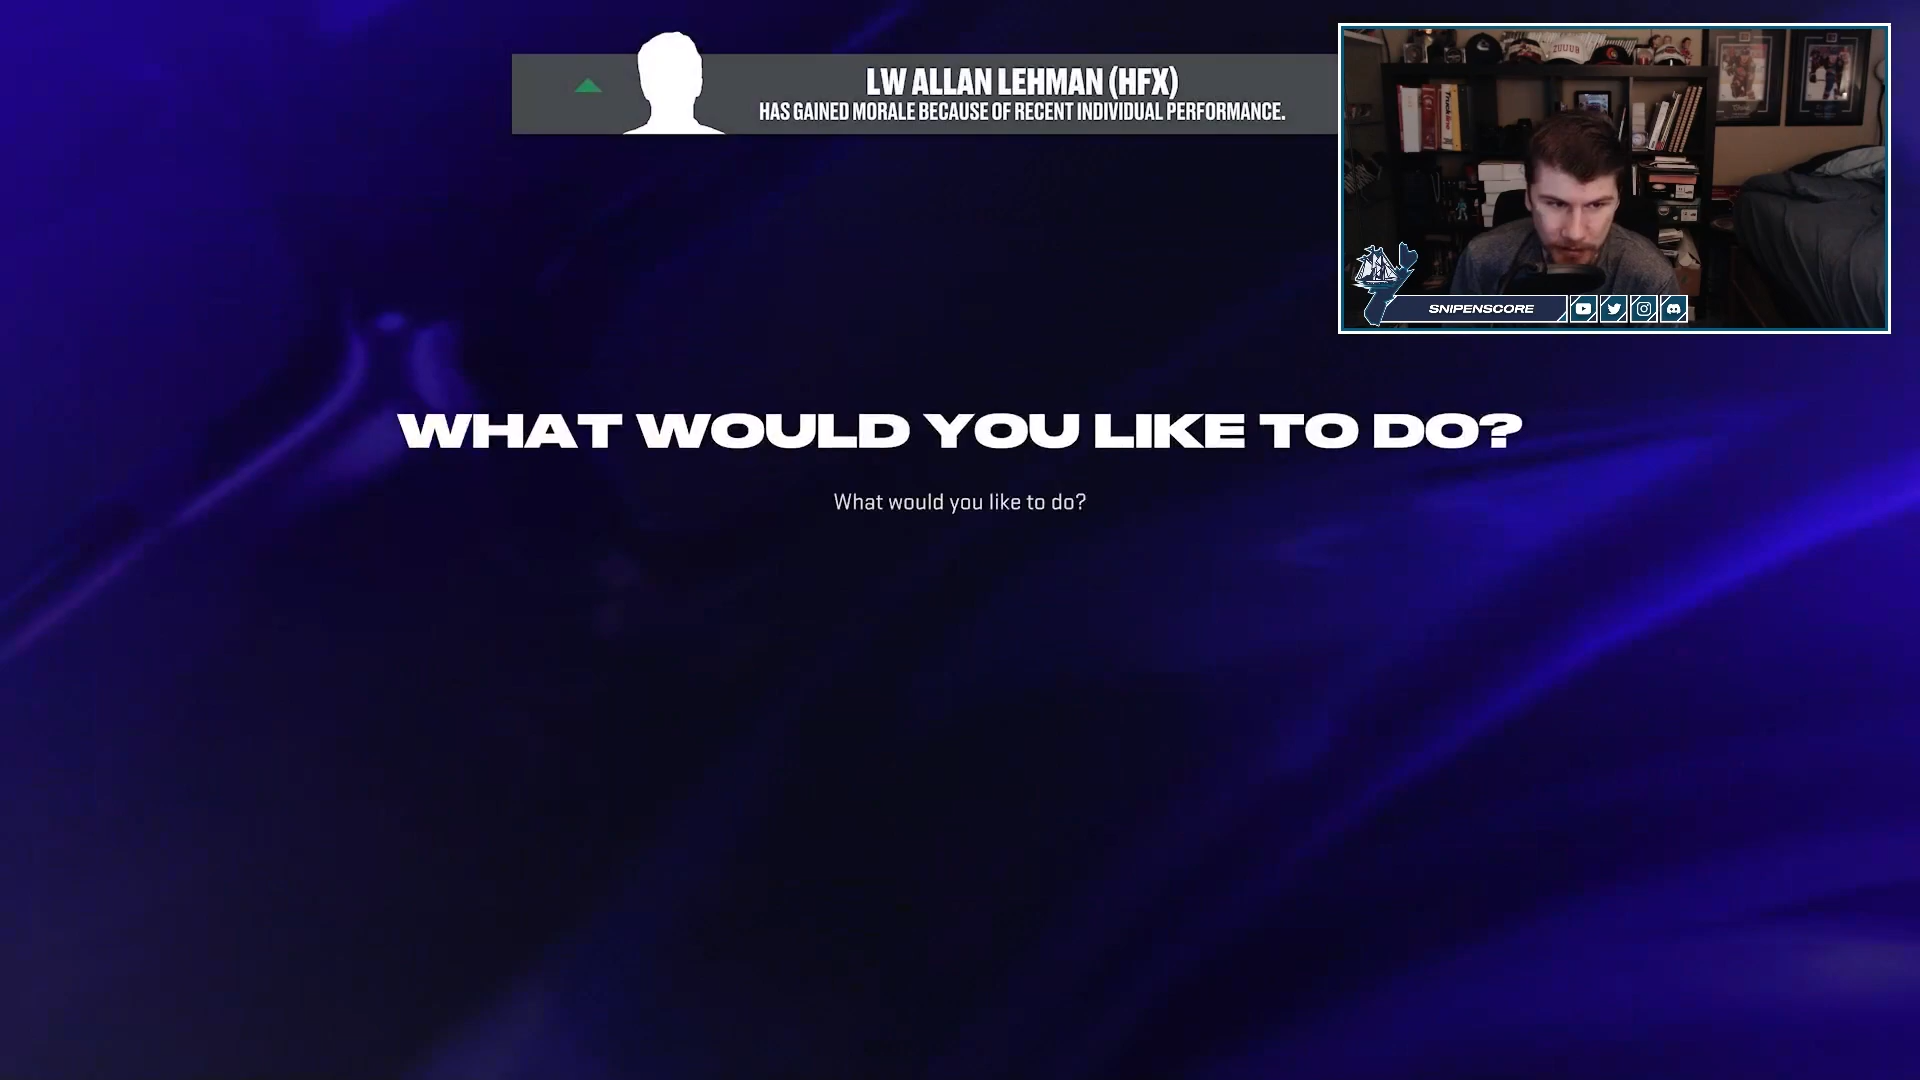 LW ALLAN LEHMAN (HFX)
HAS GAINED MORALE BECAUSE OF RECENT INDIVIDUAL PERFORMANCE.
SNIPENSCORE
WHAT WOULD YOU LIKE TO DO?
What would you like to do?